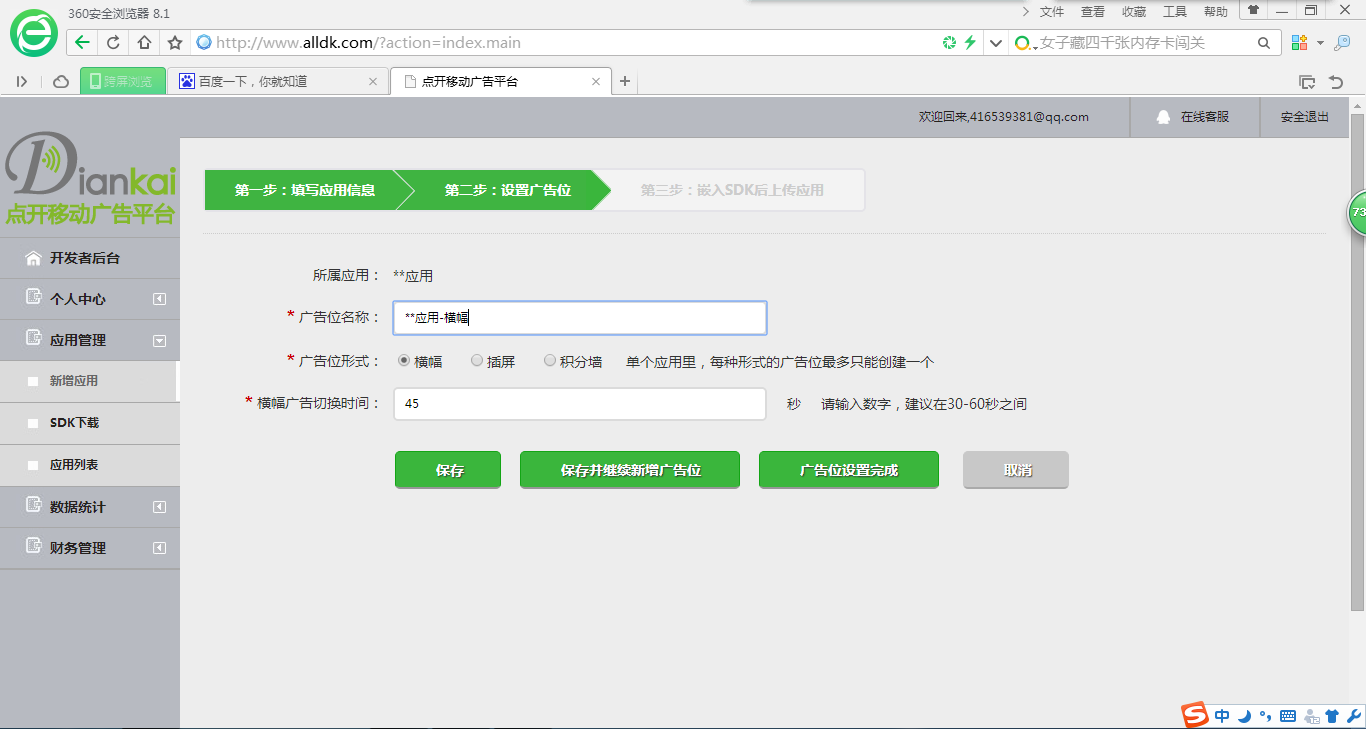 360安全浏览器 8.1
文件 查看 收藏 工具 帮助
http://www.alldk.com/?action=index.main
女子藏四千张内存卡闯关
跨屏浏览
百度一下，你就知道
点开移动广告平台
欢迎回来,416539381@qq.com
在线客服
安全退出
Diankai
点开移动广告平台
开发者后台
个人中心
应用管理
新增应用
SDK下载
应用列表
数据统计
财务管理
第一步：填写应用信息
第二步：设置广告位
第三步：嵌入SDK后上传应用
73
所属应用： **应用
* 广告位名称： **应用-横幅
* 广告位形式： 横幅 插屏 积分墙 单个应用里，每种形式的广告位最多只能创建一个
* 横幅广告切换时间： 45 秒 请输入数字，建议在30-60秒之间
保存 保存并继续新增广告位 广告位设置完成 取消
S 中